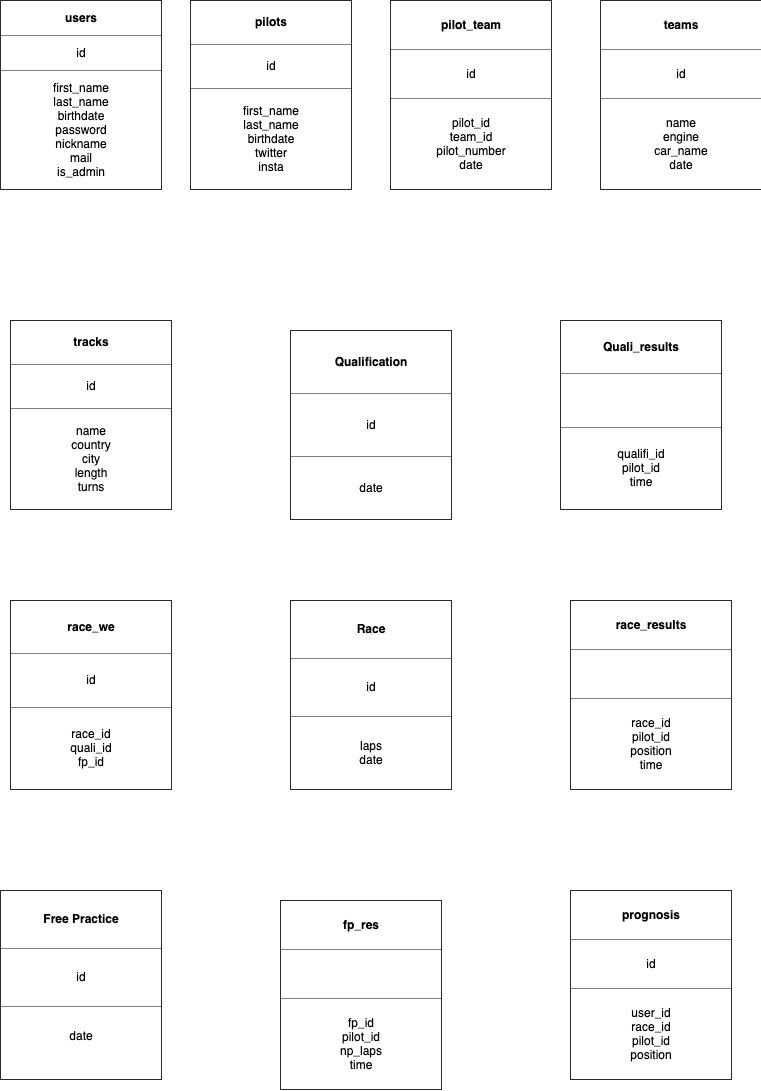 users
id
first_name
last_name
birthdate
password
nickname
mail
is_admin
pilots
id
first_name
last_name
birthdate
twitter
insta
pilot_team
id
pilot_id
team_id
pilot_number
date
teams
id
name
engine
car_name
date
tracks
id
name
country
city
length
turns
Qualification
id
date
Quali_results
qualifi_id
pilot_id
time
race_we
id
race_id
quali_id
fp_id
Race
id
laps
date
race_results
race_id
pilot_id
position
time
Free Practice
id
date
fp_res
fp_id
pilot_id
np_laps
time
prognosis
id
user_id
race_id
pilot_id
position